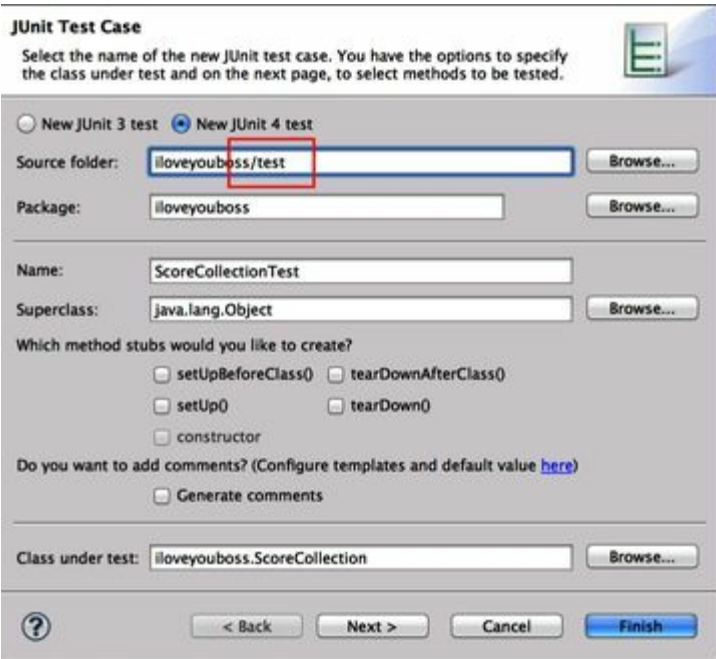 JUnit Test Case
Select the name of the new JUnit test case. You have the options to specify
the class under test and on the next page, to select methods to be tested.
New JUnit 3 test New JUnit 4 test
Source folder: iloveyouboss/test Browse...
Package: iloveyouboss Browse...
Name: ScoreCollectionTest
Superclass: java.lang.Object Browse...
Which method stubs would you like to create?
setUpBeforeClass() tearDownAfterClass()
setUp() tearDown()
constructor
Do you want to add comments? (Configure templates and default value here)
Generate comments
Class under test: iloveyouboss.ScoreCollection Browse...
? < Back Next > Cancel Finish